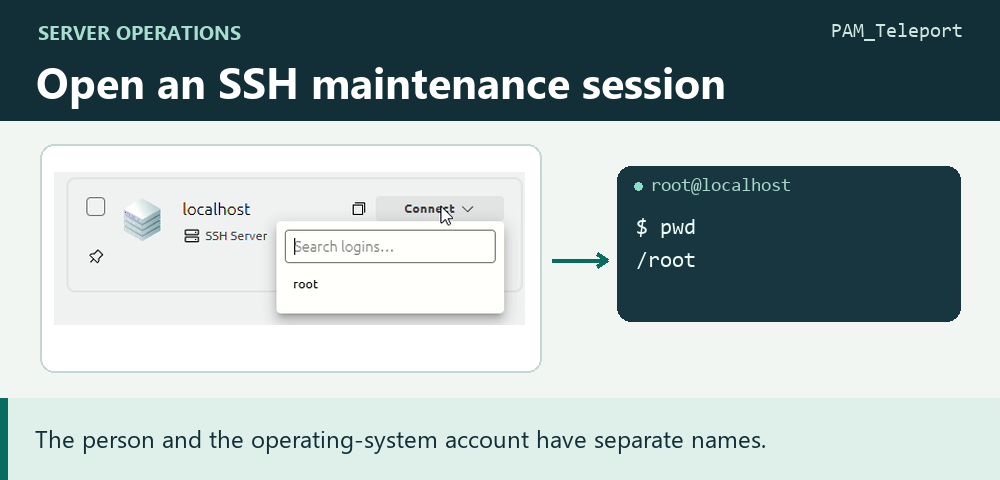 SERVER OPERATIONS
PAM_Teleport
Open an SSH maintenance session
localhost
Connect
SSH Server
Search logins...
root
root@localhost
$ pwd
/root
The person and the operating-system account have separate names.